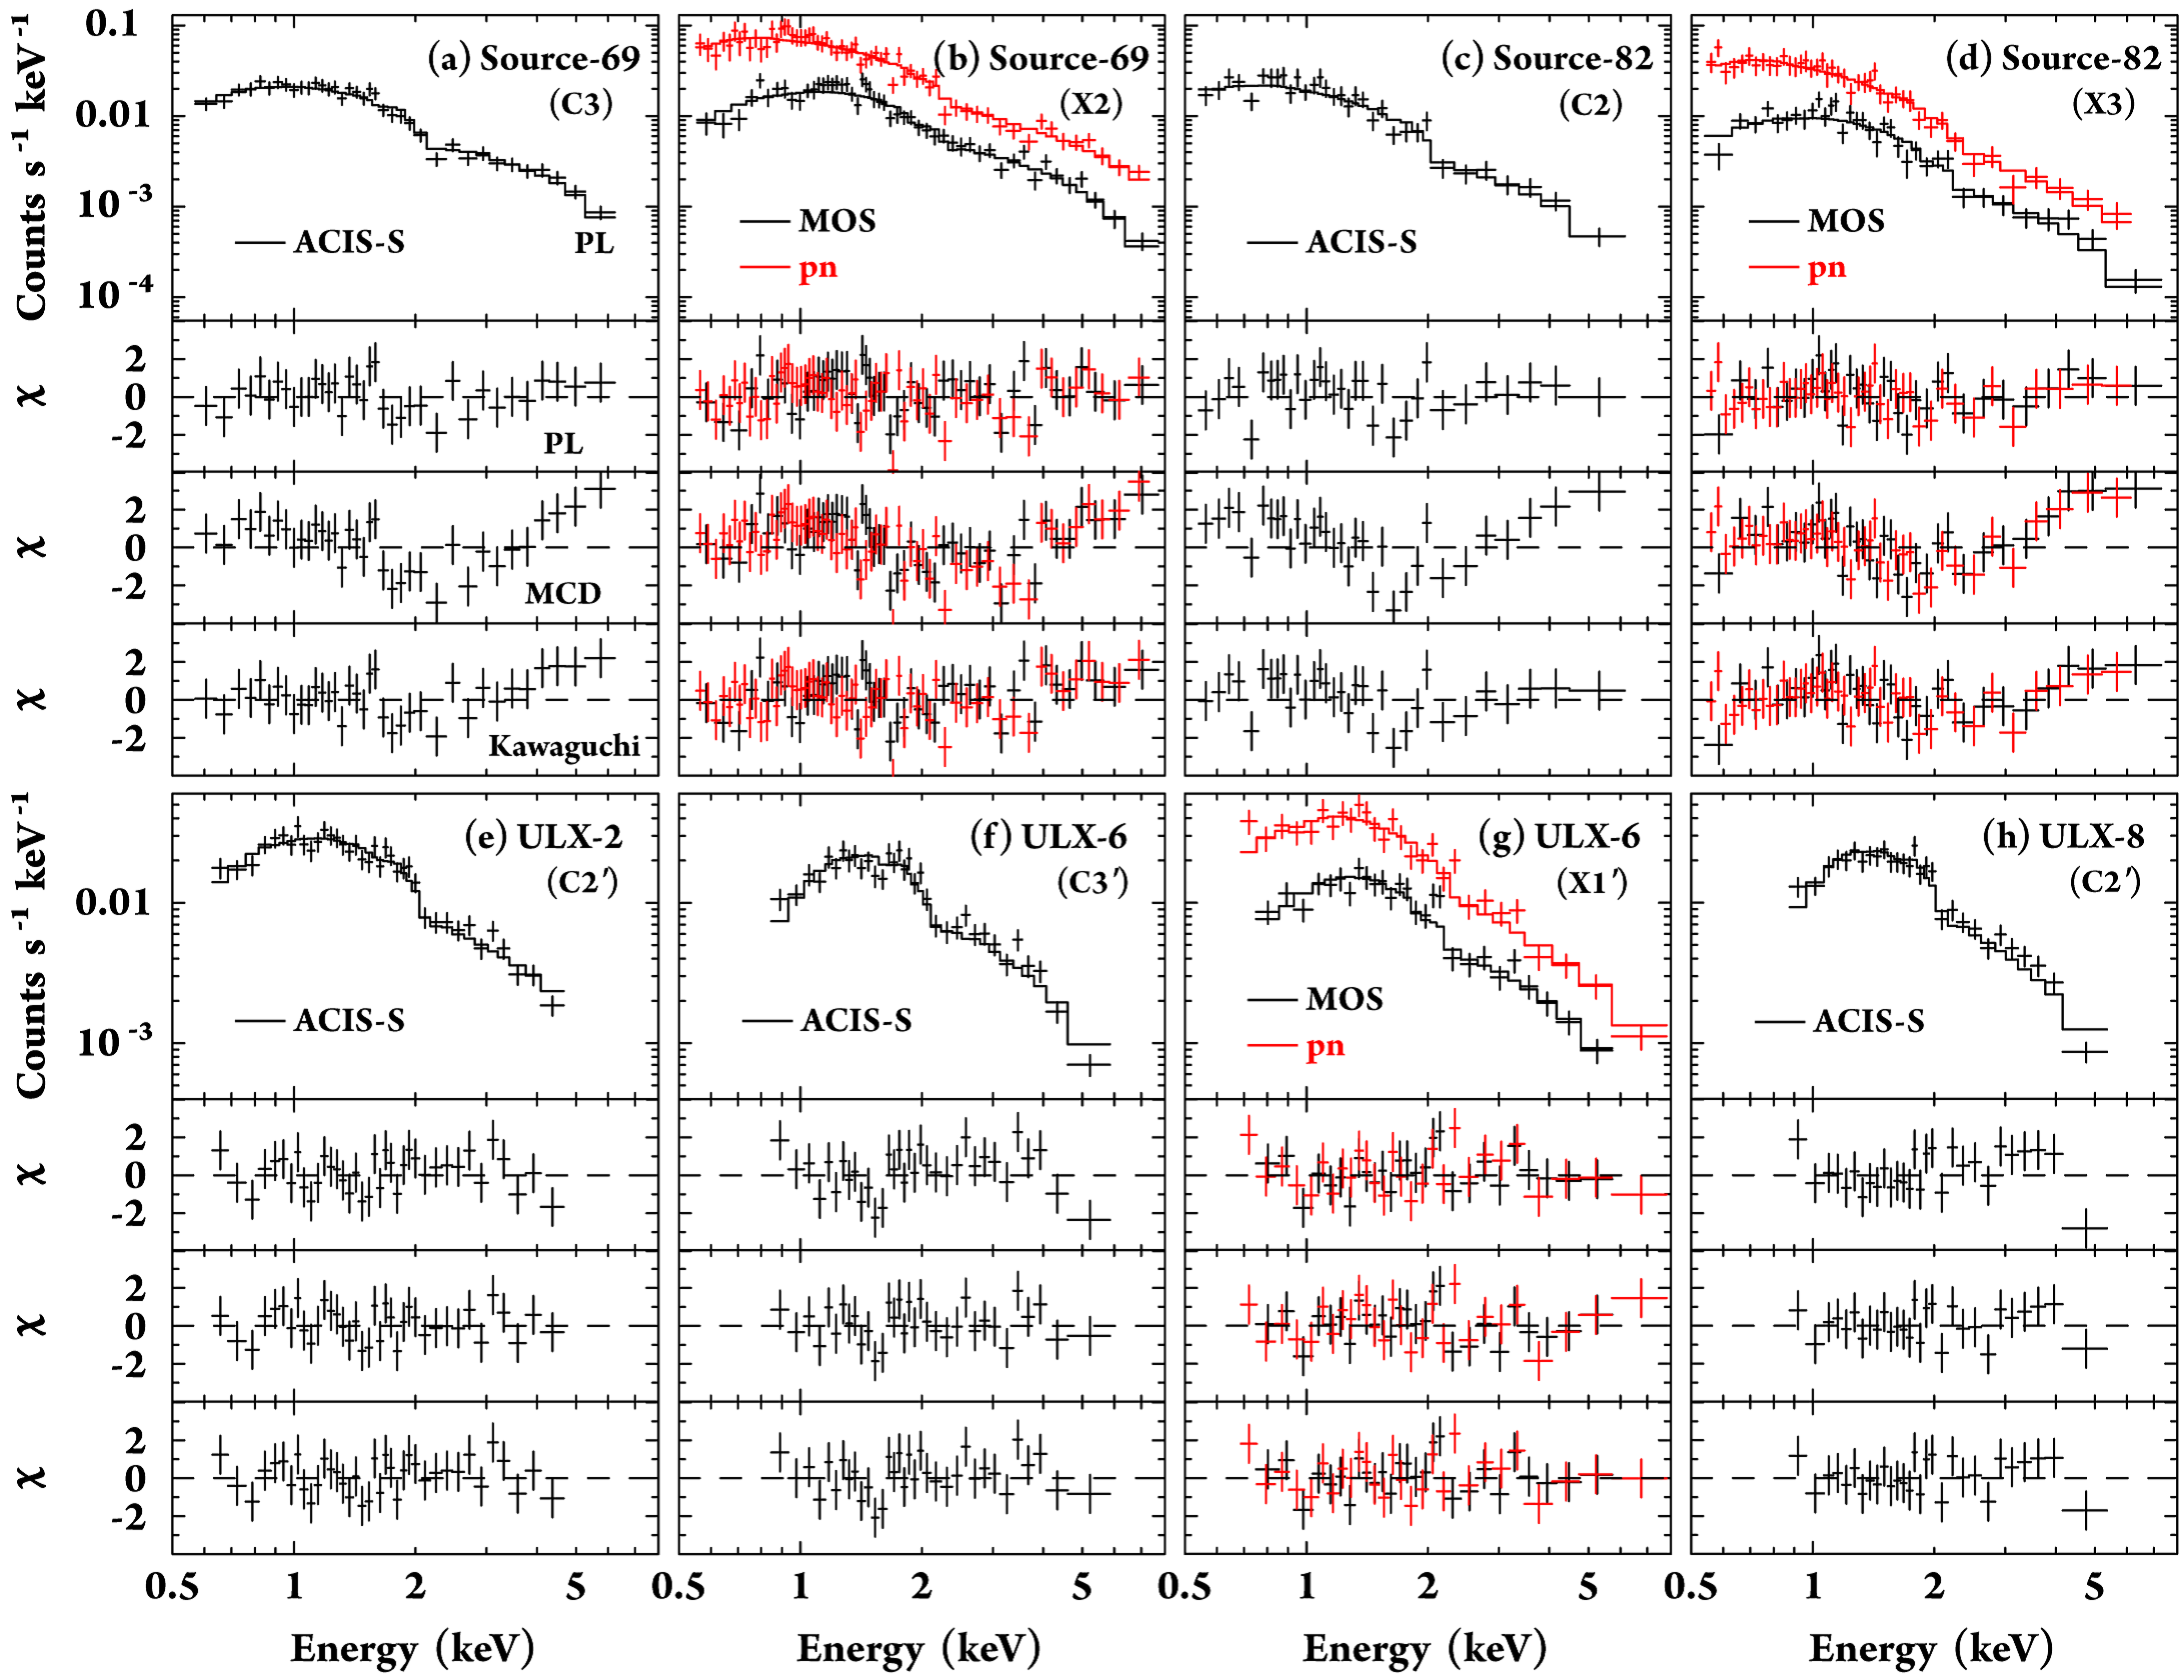 Counts s⁻¹ keV⁻¹
0.1
0.01
10⁻³
10⁻⁴
(a) Source-69
(C3)
ACIS-S
PL
(b) Source-69
(X2)
MOS
pn
(c) Source-82
(C2)
ACIS-S
(d) Source-82
(X3)
MOS
pn
χ
2
0
-2
PL
χ
2
0
-2
MCD
χ
2
0
-2
Kawaguchi
Counts s⁻¹ keV⁻¹
0.01
10⁻³
(e) ULX-2
(C2′)
ACIS-S
(f) ULX-6
(C3′)
ACIS-S
(g) ULX-6
(X1′)
MOS
pn
(h) ULX-8
(C2′)
ACIS-S
χ
2
0
-2
χ
2
0
-2
χ
2
0
-2
0.5 1 2 5 0.5 1 2 5 0.5 1 2 5 0.5 1 2 5
Energy (keV) Energy (keV) Energy (keV) Energy (keV)